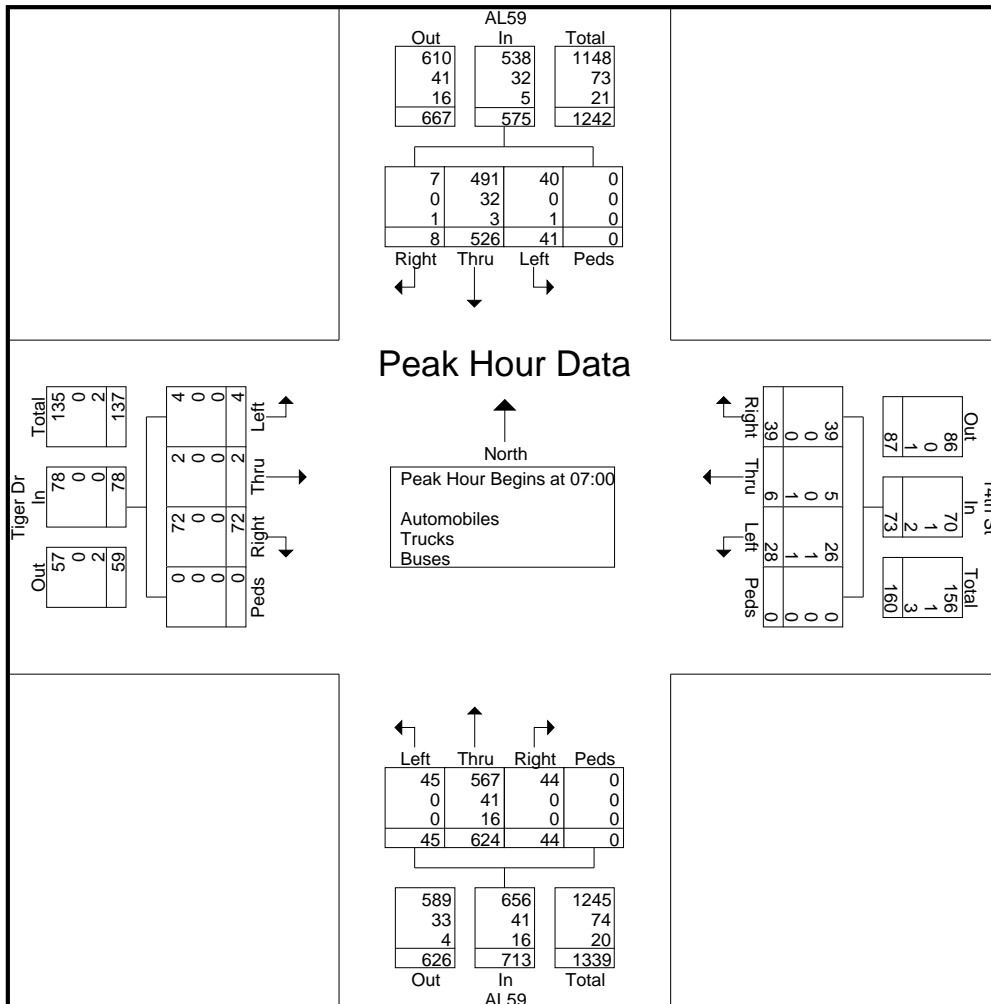 AL59
Out In Total
610 538 1148
41 32 73
16 5 21
667 575 1242
7 491 40 0
0 32 0 0
1 3 1 0
8 526 41 0
Right Thru Left Peds
Peak Hour Data
North
Peak Hour Begins at 07:00
Automobiles
Trucks
Buses
Tiger Dr
Out In Total
57 78 135
0 0 0
2 0 2
59 78 137
Peds Right Thru Left
0 72 2 4
0 0 0 0
0 0 0 0
0 72 2 4
14th St
Out In Total
86 70 156
0 1 1
1 2 3
87 73 160
Right Thru Left Peds
39 5 26 0
0 0 1 0
0 1 1 0
39 6 28 0
Left Thru Right Peds
45 567 44 0
0 41 0 0
0 16 0 0
45 624 44 0
589 656 1245
33 41 74
4 16 20
626 713 1339
Out In Total
AL59